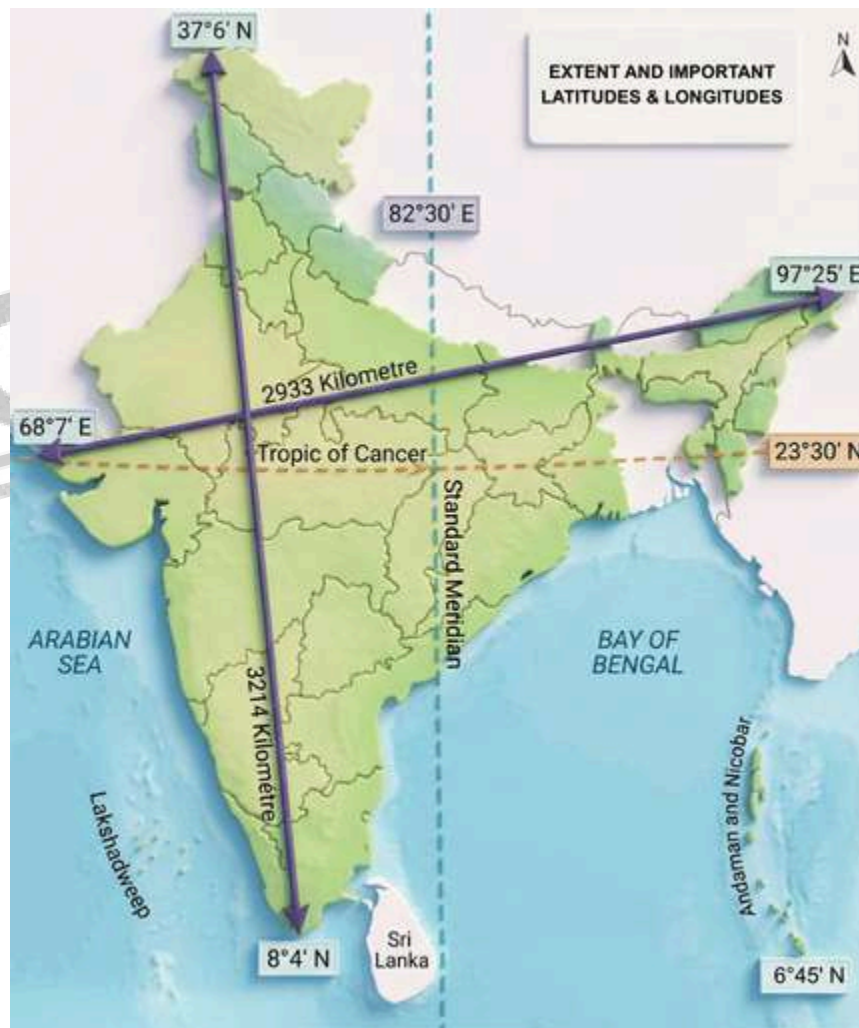 37°6' N
N
EXTENT AND IMPORTANT
LATITUDES & LONGITUDES
82°30' E
97°25' E
2933 Kilometre
68°7' E
Tropic of Cancer
23°30' N
Standard Meridian
ARABIAN
SEA
BAY OF
BENGAL
3214 Kilometre
Lakshadweep
Andaman and Nicobar
8°4' N
Sri
Lanka
6°45' N